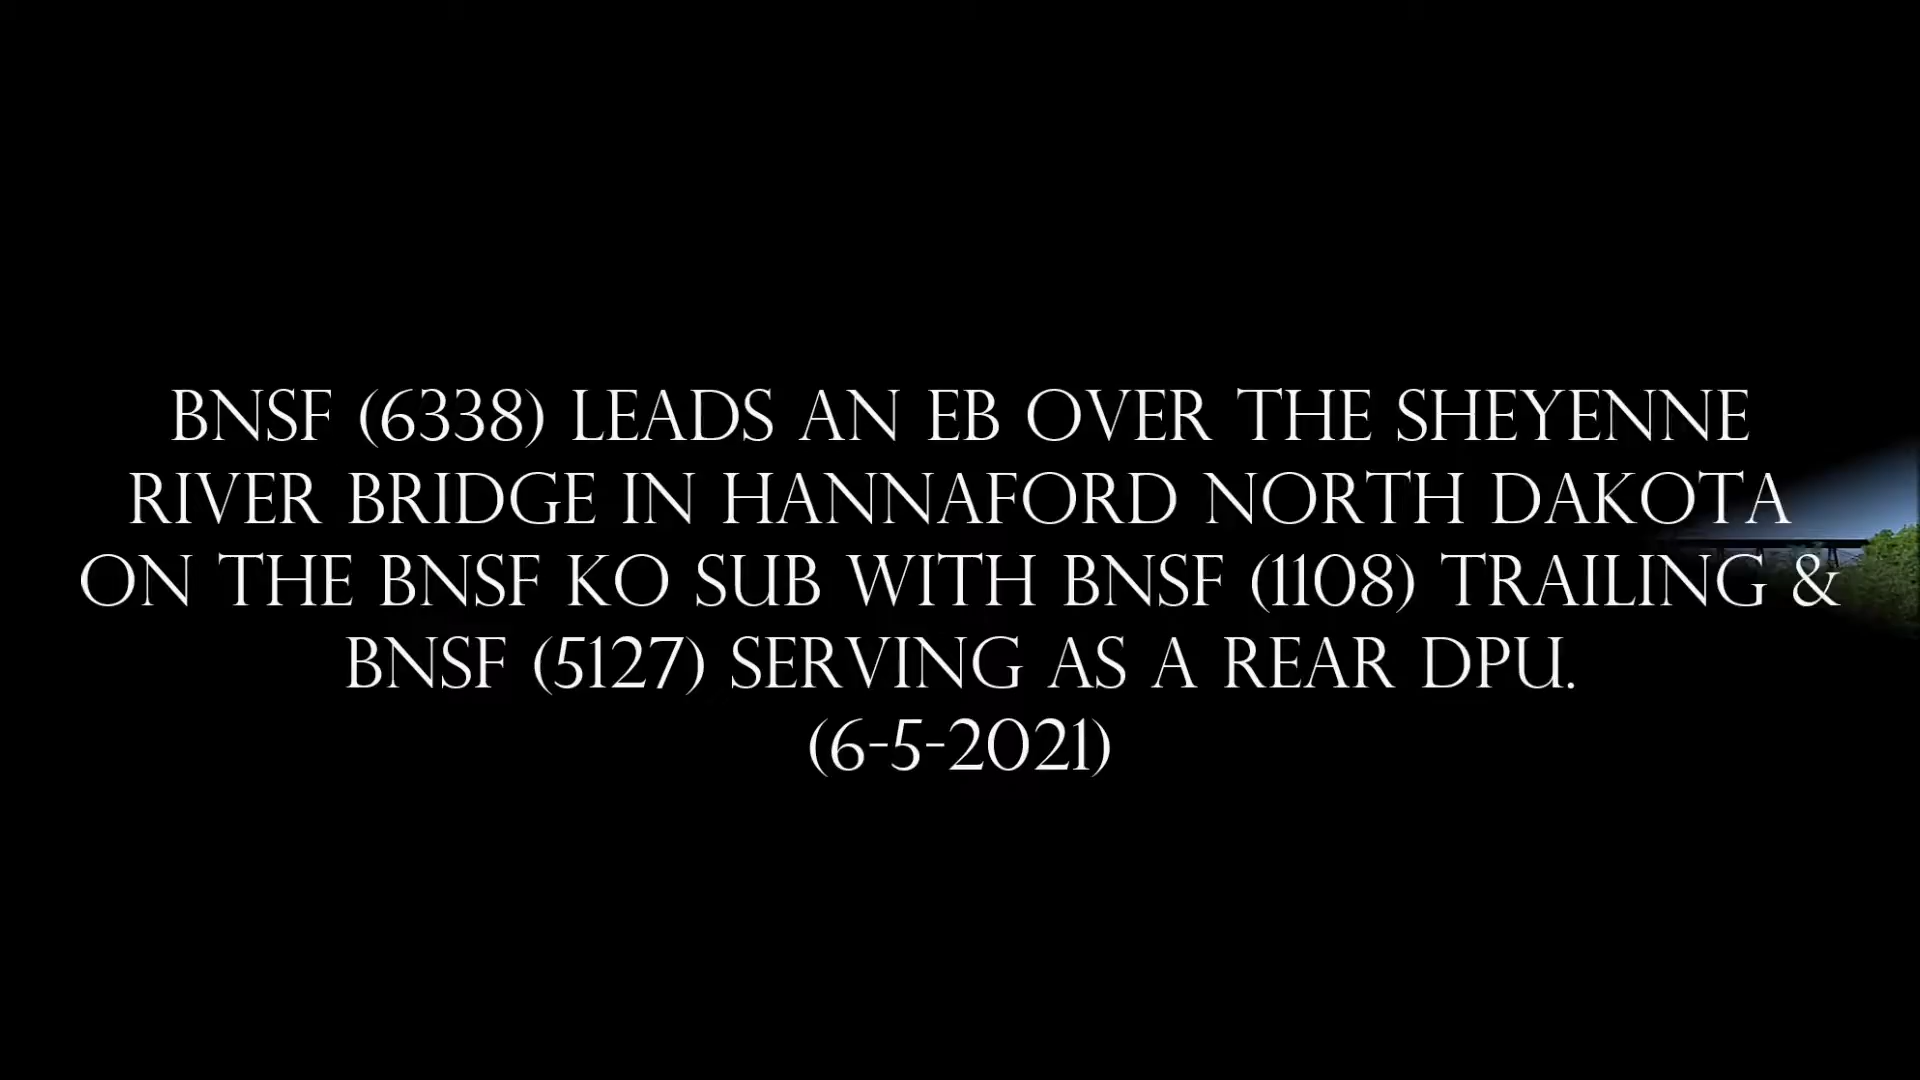 BNSF (6338) LEADS AN EB OVER THE SHEYENNE
RIVER BRIDGE IN HANNAFORD NORTH DAKOTA
ON THE BNSF KO SUB WITH BNSF (1108) TRAILING &
BNSF (5127) SERVING AS A REAR DPU.
(6-5-2021)